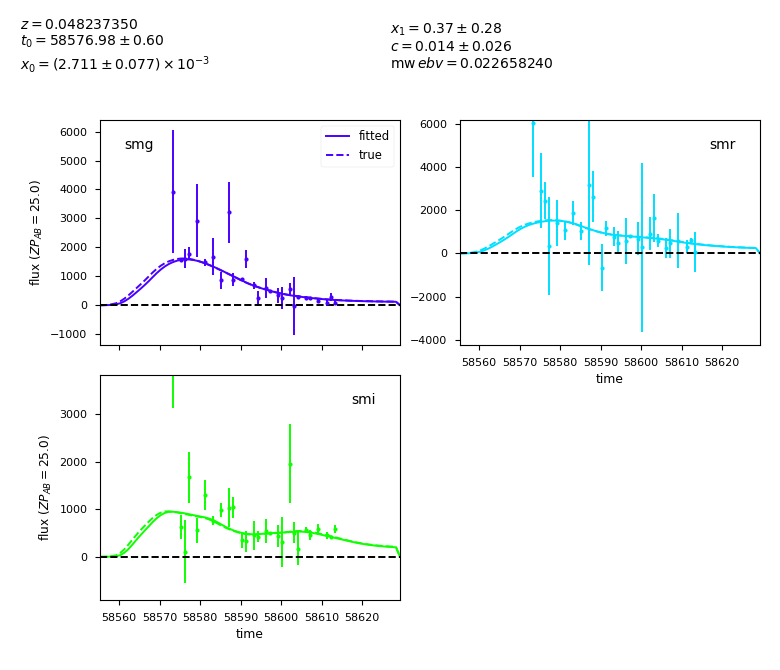 z = 0.048237350
t₀ = 58576.98 ± 0.60
x₀ = (2.711 ± 0.077) × 10⁻³
x₁ = 0.37 ± 0.28
c = 0.014 ± 0.026
mw ebv = 0.022658240
smg
fitted
true
6000
5000
4000
3000
2000
1000
0
−1000
flux (ZP_AB = 25.0)
smr
6000
4000
2000
0
−2000
−4000
58560 58570 58580 58590 58600 58610 58620
time
smi
3000
2000
1000
0
flux (ZP_AB = 25.0)
58560 58570 58580 58590 58600 58610 58620
time